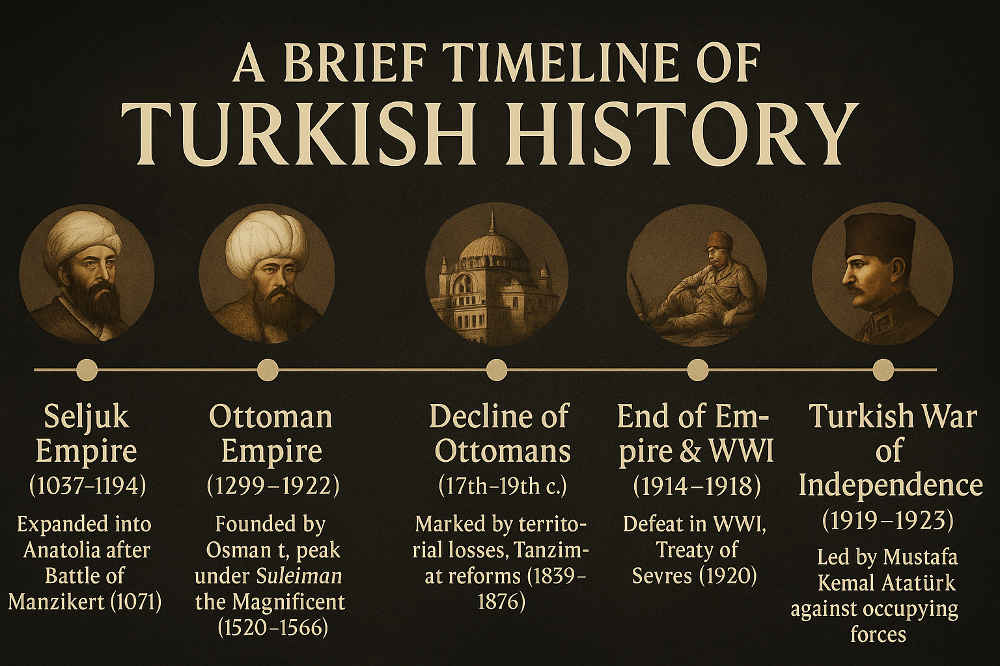 A BRIEF TIMELINE OF
TURKISH HISTORY
Seljuk
Empire
(1037–1194)
Expanded into
Anatolia after
Battle of
Manzikert (1071)
Ottoman
Empire
(1299–1922)
Founded by
Osman t, peak
under Suleiman
the Magnificent
(1520–1566)
Decline of
Ottomans
(17th–19th c.)
Marked by territo-
rial losses, Tanzim-
at reforms (1839–
1876)
End of Em-
pire & WWI
(1914–1918)
Defeat in WWI,
Treaty of
Sevres (1920)
Turkish War
of
Independence
(1919–1923)
Led by Mustafa
Kemal Atatürk
against occupying
forces